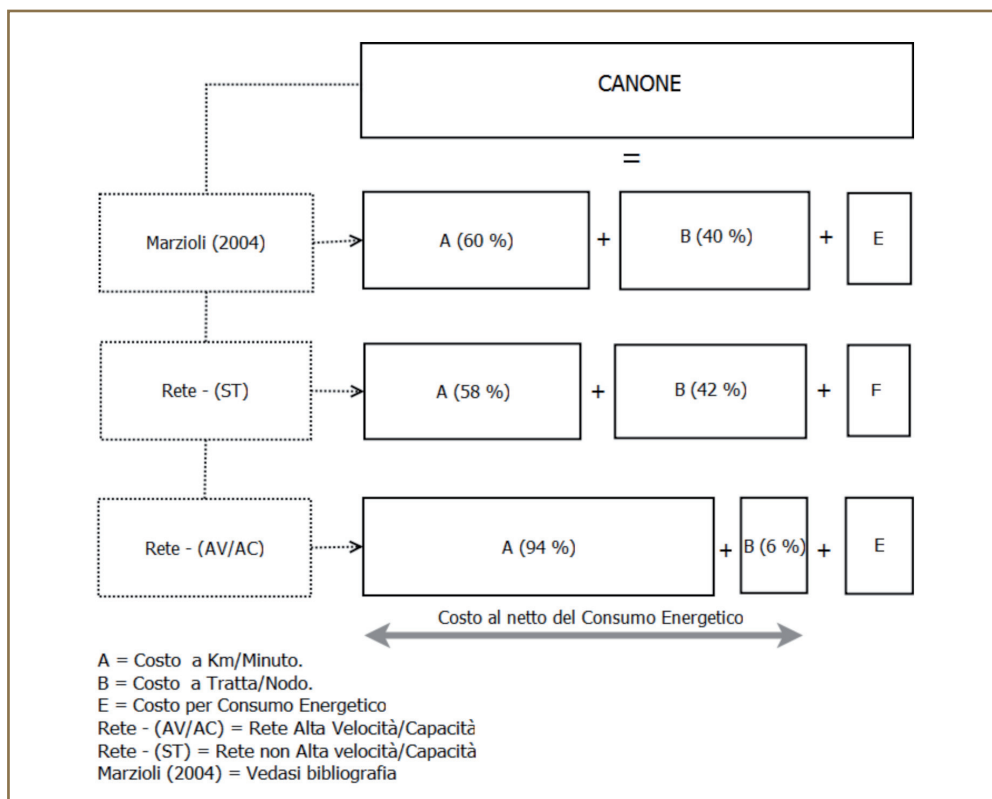 CANONE
=
Marzioli (2004)
A (60 %)
+
B (40 %)
+
E
Rete - (ST)
A (58 %)
+
B (42 %)
+
F
Rete - (AV/AC)
A (94 %)
+
B (6 %)
+
E
Costo al netto del Consumo Energetico
A = Costo a Km/Minuto.
B = Costo a Tratta/Nodo.
E = Costo per Consumo Energetico
Rete - (AV/AC) = Rete Alta Velocità/Capacità
Rete - (ST) = Rete non Alta velocità/Capacità
Marzioli (2004) = Vedasi bibliografia